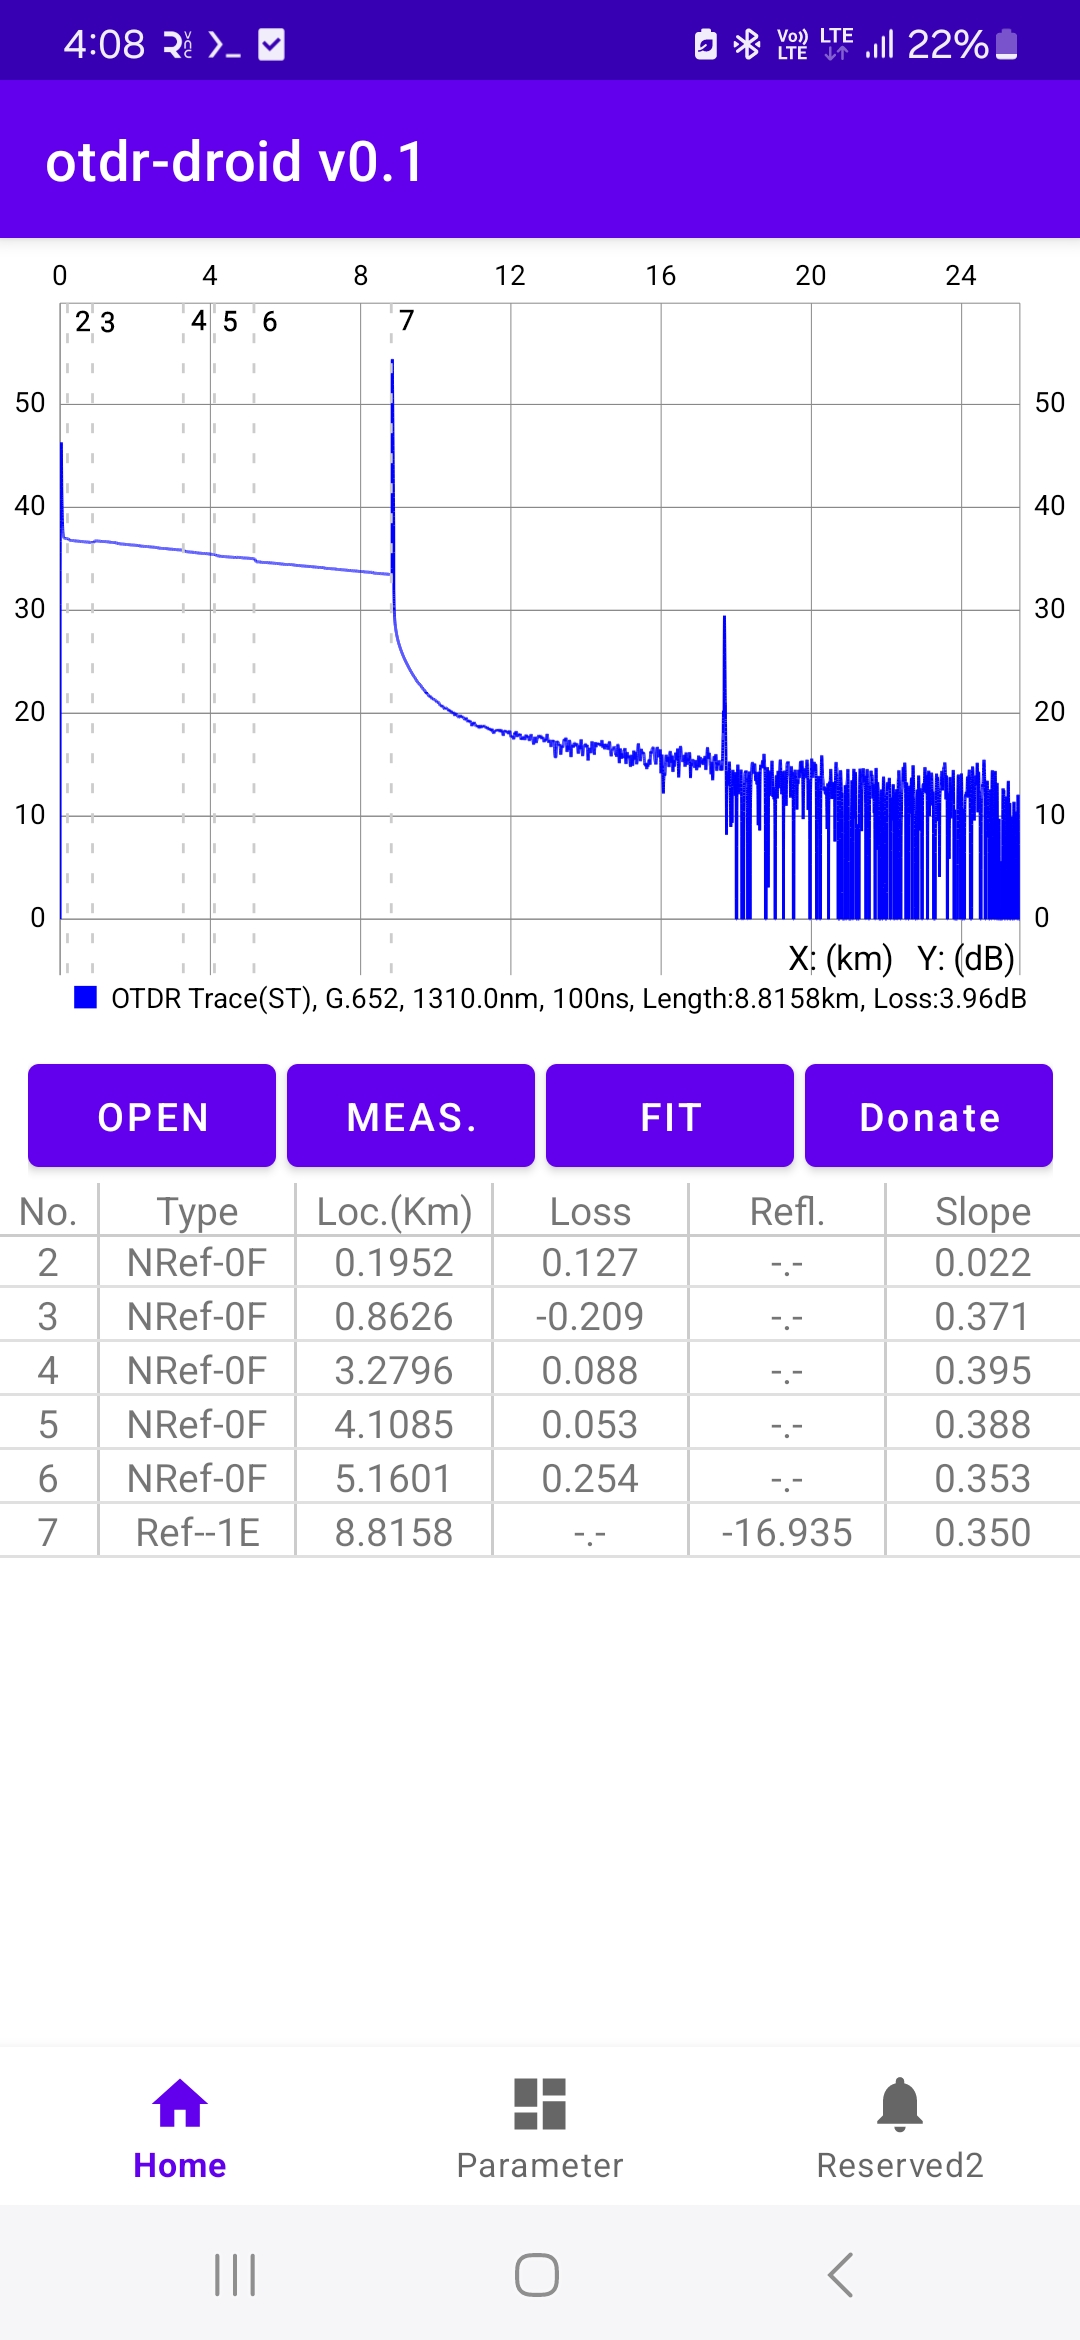 4:08 VNC >_ VoLTE LTE 22%
otdr-droid v0.1
0 4 8 12 16 20 24
2 3 4 5 6 7
50 50
40 40
30 30
20 20
10 10
0 0
X: (km) Y: (dB)
OTDR Trace(ST), G.652, 1310.0nm, 100ns, Length:8.8158km, Loss:3.96dB
OPEN MEAS. FIT Donate
No. Type Loc.(Km) Loss Refl. Slope
2 NRef-0F 0.1952 0.127 -.- 0.022
3 NRef-0F 0.8626 -0.209 -.- 0.371
4 NRef-0F 3.2796 0.088 -.- 0.395
5 NRef-0F 4.1085 0.053 -.- 0.388
6 NRef-0F 5.1601 0.254 -.- 0.353
7 Ref--1E 8.8158 -.- -16.935 0.350
Home Parameter Reserved2